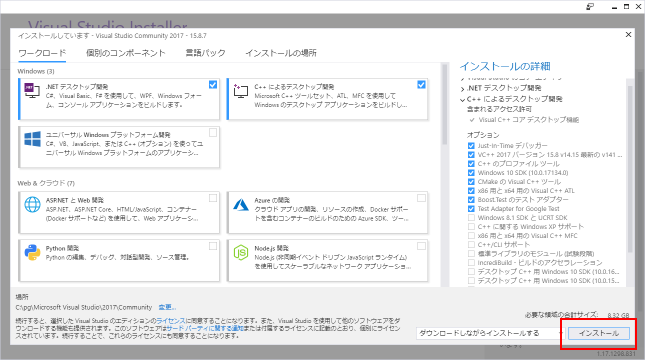 Visual Studio Installer
インストールしています - Visual Studio Community 2017 - 15.8.7
ワークロード 個別のコンポーネント 言語パック インストールの場所
Windows (3)
.NET デスクトップ開発
C#、Visual Basic、F# を使用して、WPF、Windows フォーム、コンソール アプリケーションをビルドします。
C++ によるデスクトップ開発
Microsoft C++ ツールセット、ATL、MFC を使用して
Windows のデスクトップ アプリケーションをビルドし...
ユニバーサル Windows プラットフォーム開発
C#、VB、JavaScript、または C++ (オプション) を使ってユニバーサル Windows プラットフォームのアプリケーシ...
Web & クラウド (7)
ASP.NET と Web 開発
ASP.NET、ASP.NET Core、HTML/JavaScript、コンテナー
(Docker サポートなど) を使用して、Web アプリケーショ...
Azure の開発
クラウド アプリの開発、リソースの作成、Docker サポートを含むコンテナーのビルドのための Azure SDK、ツー...
Python 開発
Python の編集、デバッグ、対話型開発、ソース管理。
Node.js 開発
Node.js (非同期イベント ドリブン JavaScript ランタイム)
を使用してスケーラブルなネットワーク アプリケーショ...
インストールの詳細
.NET デスクトップ開発
C++ によるデスクトップ開発
含まれるアクセス許可
Visual C++ コア デスクトップ機能
オプション
Just-In-Time デバッガー
VC++ 2017 バージョン 15.8 v14.15 最新の v141 ...
C++ のプロファイル ツール
Windows 10 SDK (10.0.17134.0)
CMake の Visual C++ ツール
x86 用と x64 用の Visual C++ ATL
Boost.Test のテスト アダプター
Test Adapter for Google Test
Windows 8.1 SDK と UCRT SDK
C++ に関する Windows XP サポート
x86 用と x64 用の Visual C++ MFC
C++/CLI サポート
標準ライブラリのモジュール (試験段階)
IncrediBuild - ビルドのアクセラレーション
デスクトップ C++ 用 Windows 10 SDK (10.0.16...
デスクトップ C++ 用 Windows 10 SDK (10.0.15...
場所
C:\pg\Microsoft Visual Studio\2017\Community 変更...
続行すると、選択した Visual Studio のエディションのライセンスに同意することになります。また、Visual Studio を使用して他のソフトウェアをダウンロードする機能も提供されます。このソフトウェアはサード パーティに関する通知または付属するライセンスに記載のとおり、個別にライセンスされています。続行することで、これらのライセンスにも同意することになります。
必要な領域の合計サイズ: 8.32 GB
ダウンロードしながらインストールする インストール
1.17.1290.831